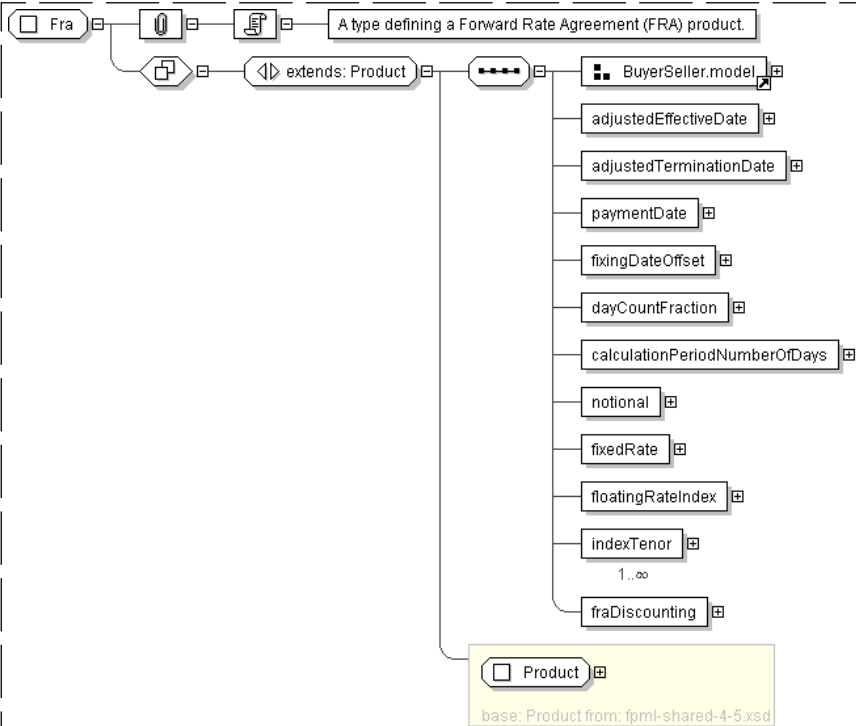 Fra
A type defining a Forward Rate Agreement (FRA) product.
extends: Product
BuyerSeller.model
adjustedEffectiveDate
adjustedTerminationDate
paymentDate
fixingDateOffset
dayCountFraction
calculationPeriodNumberOfDays
notional
fixedRate
floatingRateIndex
indexTenor
1..∞
fraDiscounting
Product
base: Product from: fpml-shared-4-5.xsd